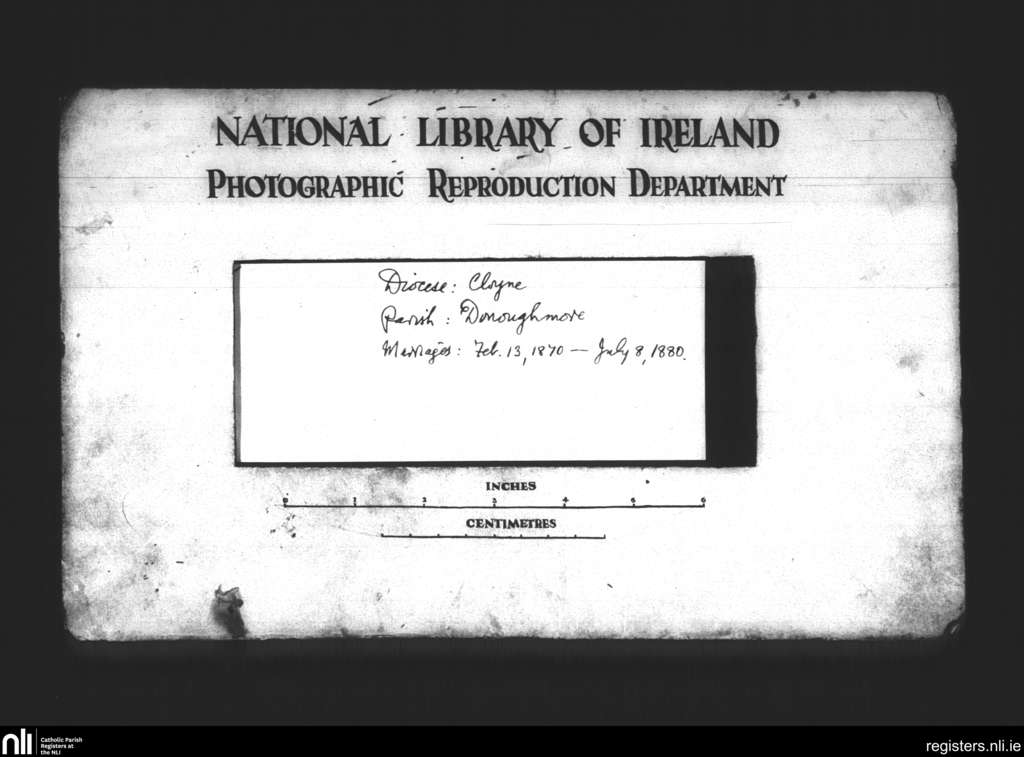 NATIONAL LIBRARY OF IRELAND
PHOTOGRAPHIC REPRODUCTION DEPARTMENT
Diocese: Cloyne
Parish: Donoughmore
Marriages: Feb. 13, 1870 — July 8, 1880.
INCHES
0 1 2 3 4 5 6
CENTIMETRES
nli Catholic Parish
Registers at
the NLI
registers.nli.ie